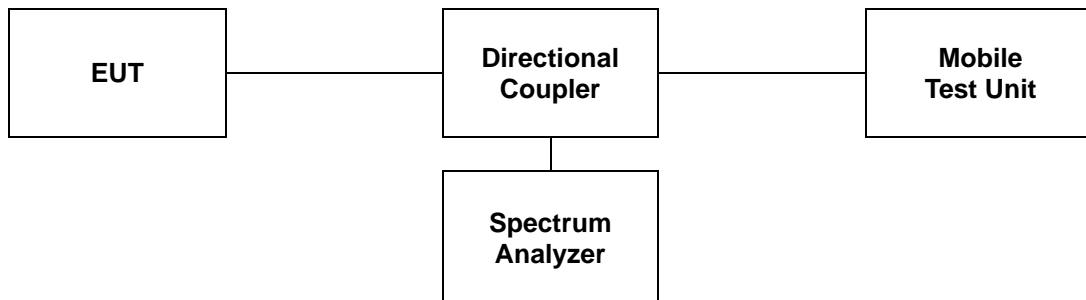 EUT
Directional
Coupler
Mobile
Test Unit
Spectrum
Analyzer